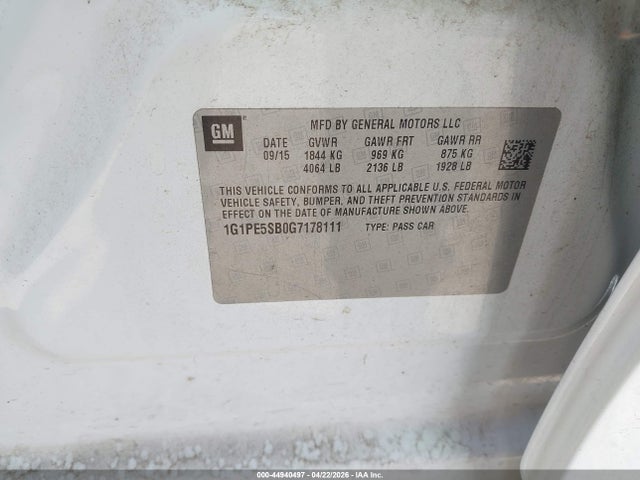 GM
MFD BY GENERAL MOTORS LLC
DATE GVWR GAWR FRT GAWR RR
09/15 1844 KG 969 KG 875 KG
4064 LB 2136 LB 1928 LB
THIS VEHICLE CONFORMS TO ALL APPLICABLE U.S. FEDERAL MOTOR
VEHICLE SAFETY, BUMPER, AND THEFT PREVENTION STANDARDS IN
EFFECT ON THE DATE OF MANUFACTURE SHOWN ABOVE.
1G1PE5SB0G7178111 TYPE: PASS CAR
000-44940497 - 04/22/2026 - IAAI.COM